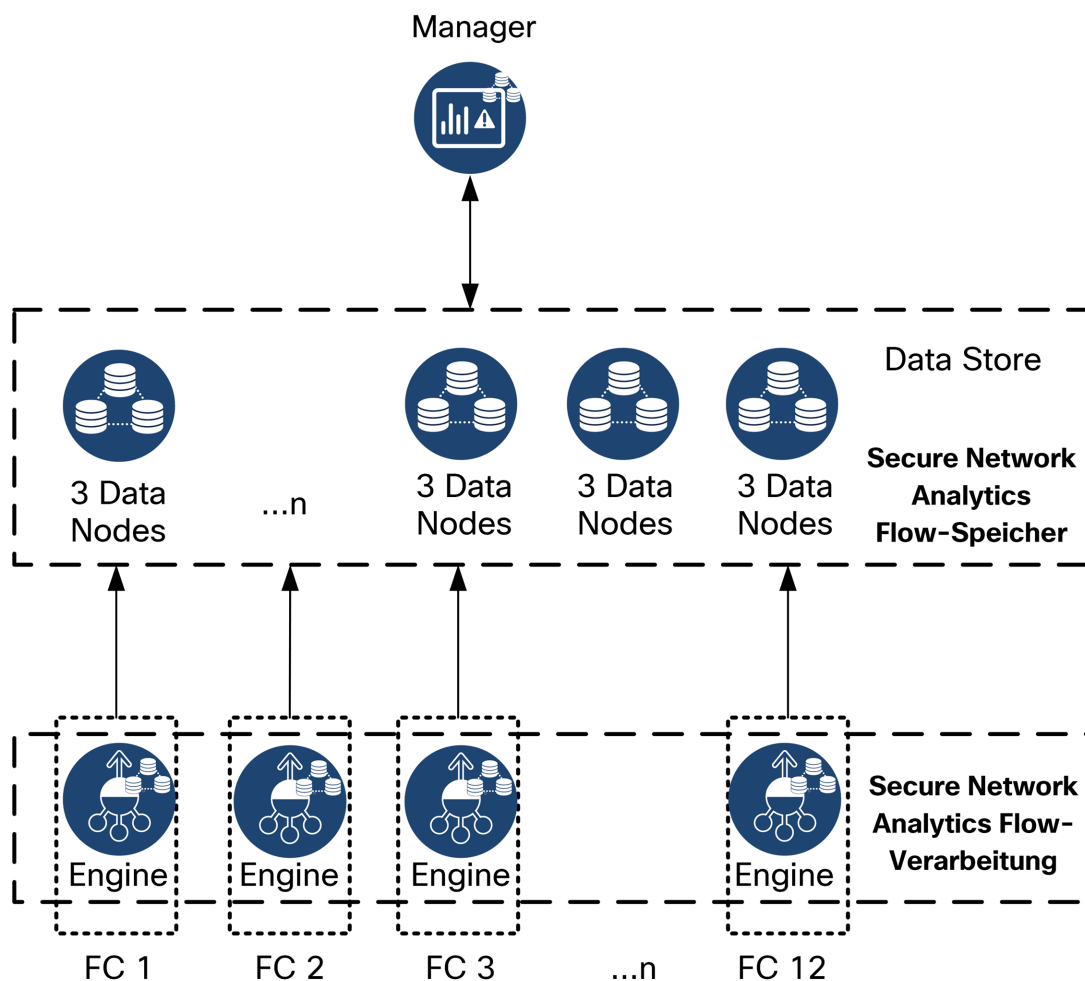 Manager
Data Store
3 Data
Nodes
...n
3 Data
Nodes
3 Data
Nodes
3 Data
Nodes
Secure Network
Analytics
Flow-Speicher
Engine
Engine
Engine
Engine
Secure Network
Analytics Flow-
Verarbeitung
FC 1
FC 2
FC 3
...n
FC 12